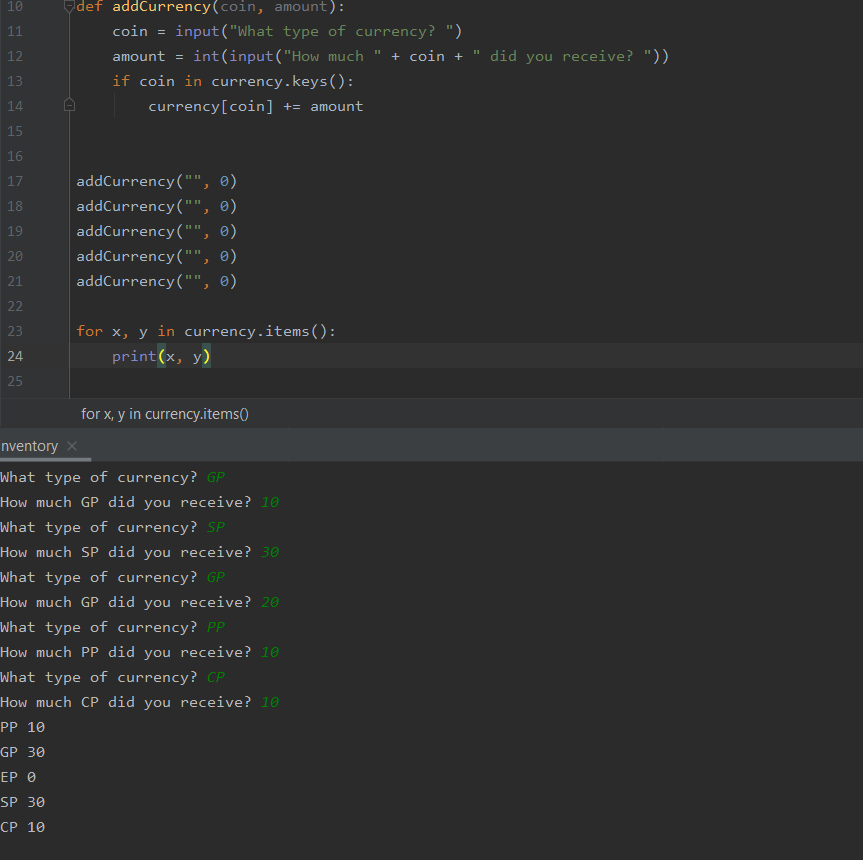 10 def addCurrency(coin, amount):
11     coin = input("What type of currency? ")
12     amount = int(input("How much " + coin + " did you receive? "))
13     if coin in currency.keys():
14         currency[coin] += amount
15
16
17 addCurrency("", 0)
18 addCurrency("", 0)
19 addCurrency("", 0)
20 addCurrency("", 0)
21 addCurrency("", 0)
22
23 for x, y in currency.items():
24     print(x, y)
25
for x, y in currency.items()
nventory ×
What type of currency? GP
How much GP did you receive? 10
What type of currency? SP
How much SP did you receive? 30
What type of currency? GP
How much GP did you receive? 20
What type of currency? PP
How much PP did you receive? 10
What type of currency? CP
How much CP did you receive? 10
PP 10
GP 30
EP 0
SP 30
CP 10